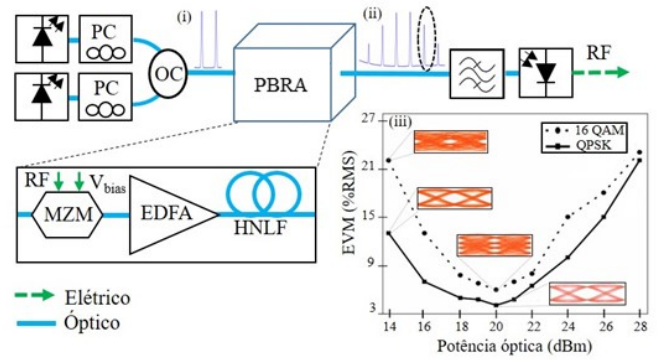 (i)
(ii)
PC
PC
OC
PBRA
RF
RF
Vbias
MZM
EDFA
HNLF
Elétrico
Óptico
(iii)
16 QAM
QPSK
EVM (%RMS)
27
21
15
9
3
14 16 18 20 22 24 26 28
Potência óptica (dBm)